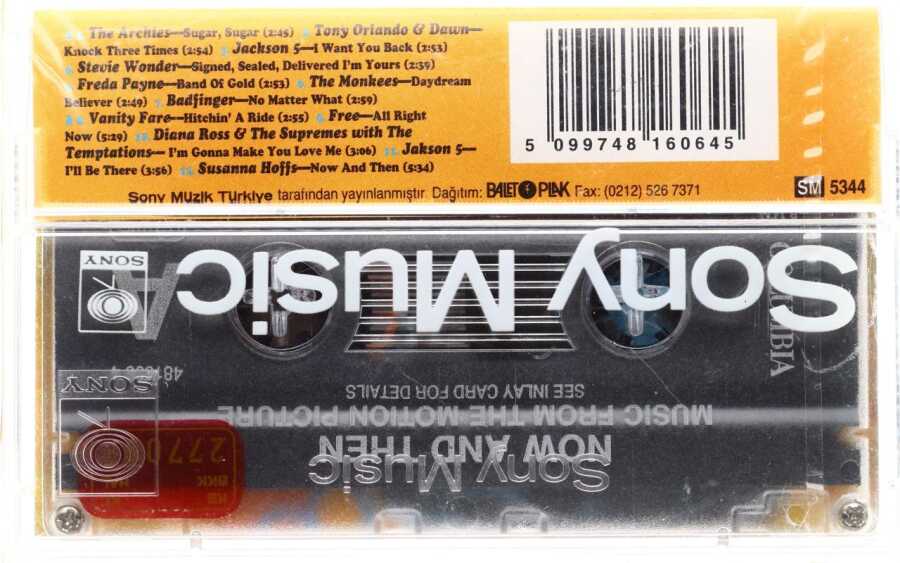 The Archies—Sugar, Sugar (2:45) Tony Orlando & Dawn—
Knock Three Times (2:54) Jackson 5—I Want You Back (2:53)
Stevie Wonder—Signed, Sealed, Delivered I'm Yours (2:39)
Freda Payne—Band Of Gold (2:53) The Monkees—Daydream
Believer (2:49) Badfinger—No Matter What (2:59)
Vanity Fare—Hitchin' A Ride (2:55) Free—All Right
Now (5:29) Diana Ross & The Supremes with The
Temptations—I'm Gonna Make You Love Me (3:06) Jakson 5—
I'll Be There (3:56) Susanna Hoffs—Now And Then (5:34)
5 099748 160645
Sony Müzik Türkiye tarafından yayınlanmıştır. Dağıtım: BALET PLAK Fax: (0212) 526 7371
SM 5344
SONY
Sony Music
A
SONY
SEE INLAY CARD FOR DETAILS
MUSIC FROM THE MOTION PICTURE
NOW AND THEN
Sony Music